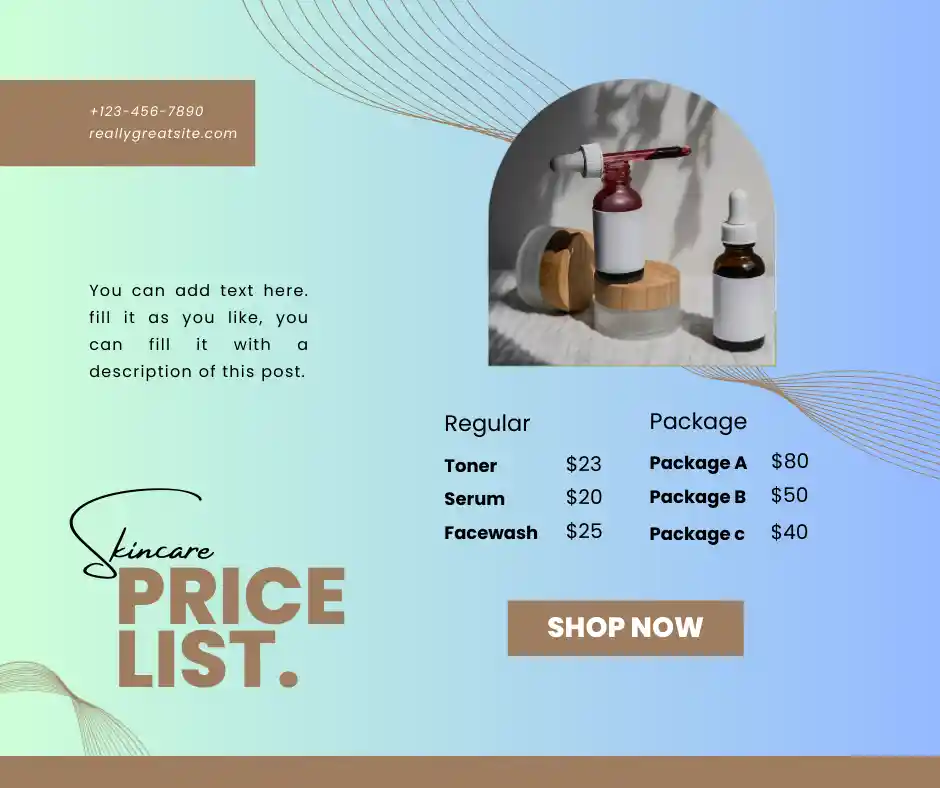 +123-456-7890
reallygreatsite.com
You can add text here.
fill it as you like, you
can fill it with a
description of this post.
Skincare
PRICE
LIST.
Regular
Toner $23
Serum $20
Facewash $25
Package
Package A $80
Package B $50
Package c $40
SHOP NOW